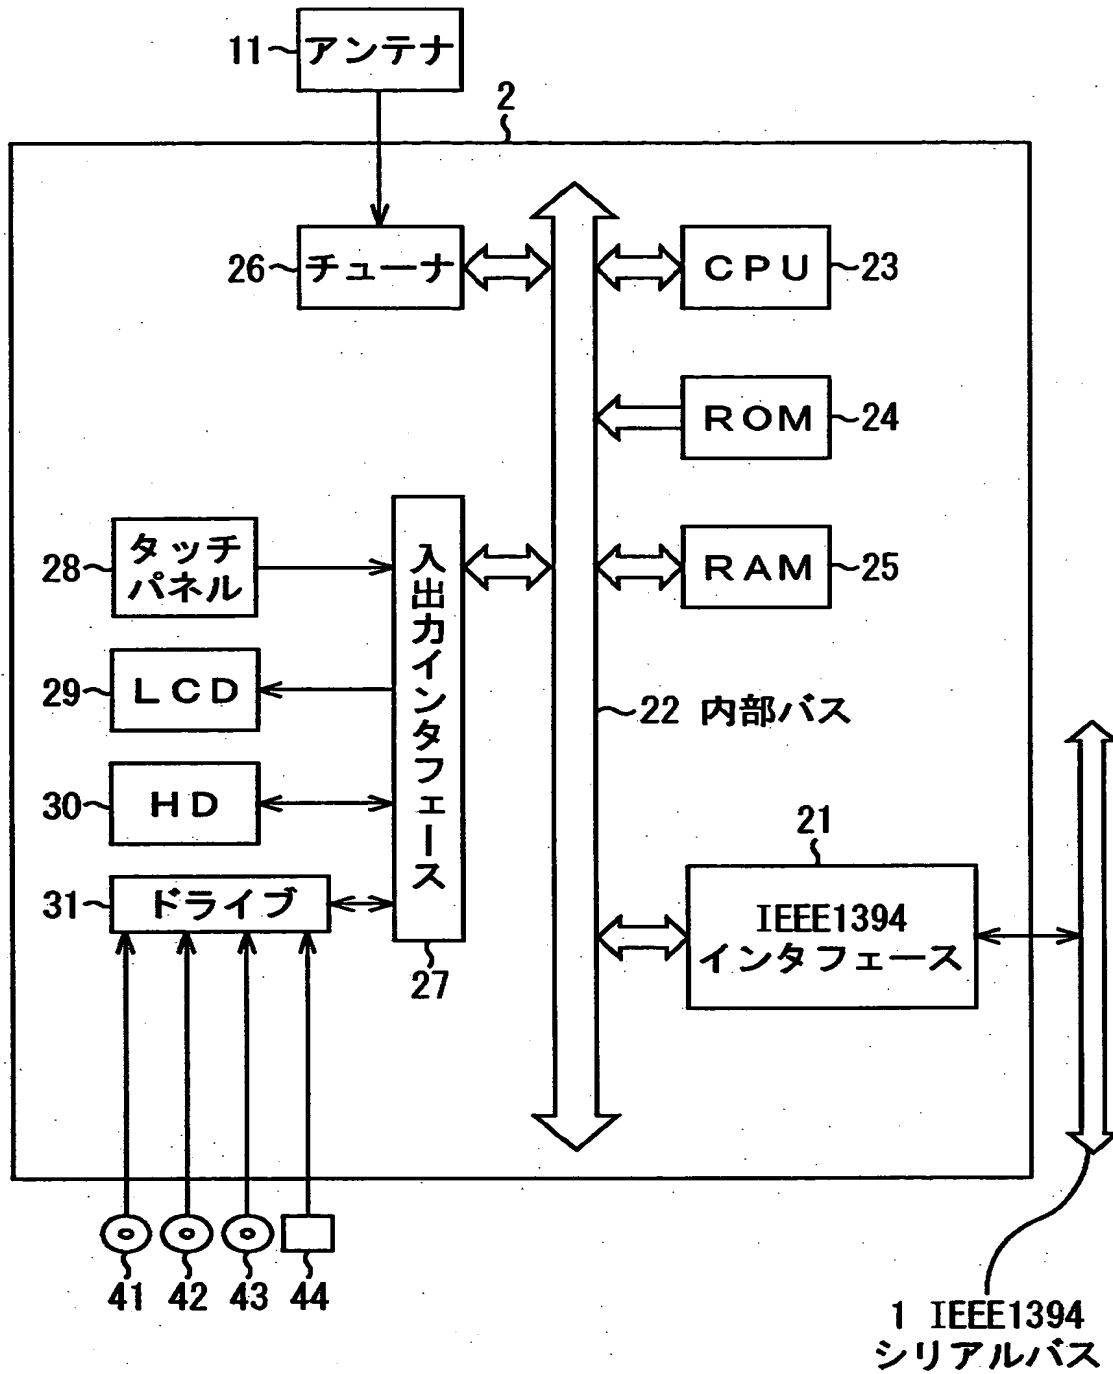 11 アンテナ
2
26 チューナ
CPU 23
ROM 24
28 タッチ
パネル
RAM 25
入出力インタフェース
29 LCD
22 内部バス
30 HD
21
31 ドライブ
IEEE1394
インタフェース
27
41 42 43 44
1 IEEE1394
シリアルバス